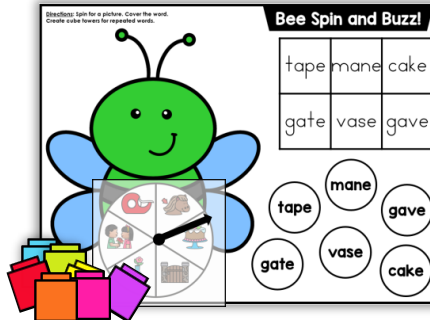 Directions: Spin for a picture. Cover the word.
Create cube towers for repeated words.
Bee Spin and Buzz!
tape mane cake
gate vase gave
mane
tape
gave
vase
gate
cake